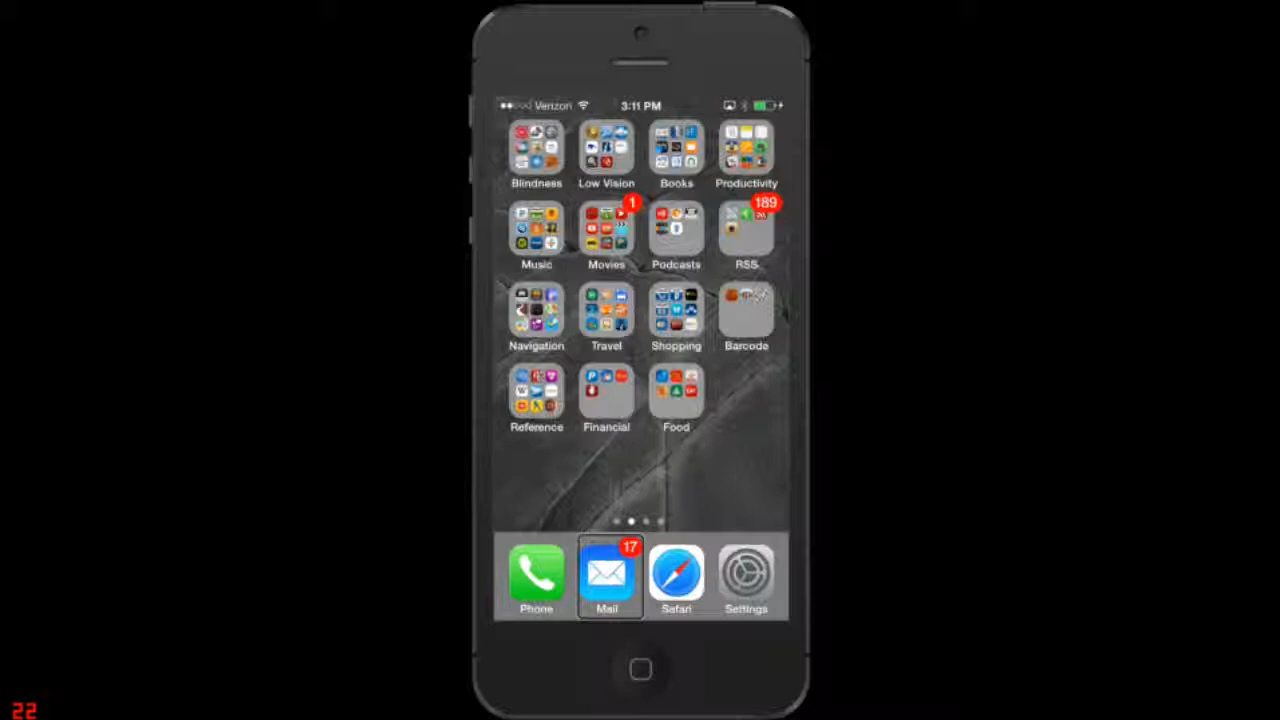 Verizon 3:11 PM
Blindness Low Vision Books Productivity
1 189
Music Movies Podcasts RSS
Navigation Travel Shopping Barcode
Reference Financial Food
17
Phone Mail Safari Settings
22